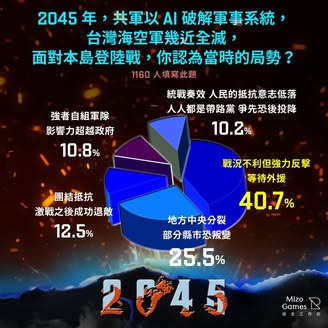 2045 年，共軍以 AI 破解軍事系統，
台灣海空軍幾近全滅，
面對本島登陸戰，你認為當時的局勢？
1160 人填寫此題
統戰奏效 人民的抵抗意志低落
人人都是帶路黨 爭先恐後投降
10.2%
強者自組軍隊
影響力超越政府
10.8%
戰況不利但強力反擊
等待外援
40.7%
團結抵抗
激戰之後成功退敵
12.5%
地方中央分裂
部分縣市恐叛變
25.5%
2045
Mizo
Games
迷走工作坊